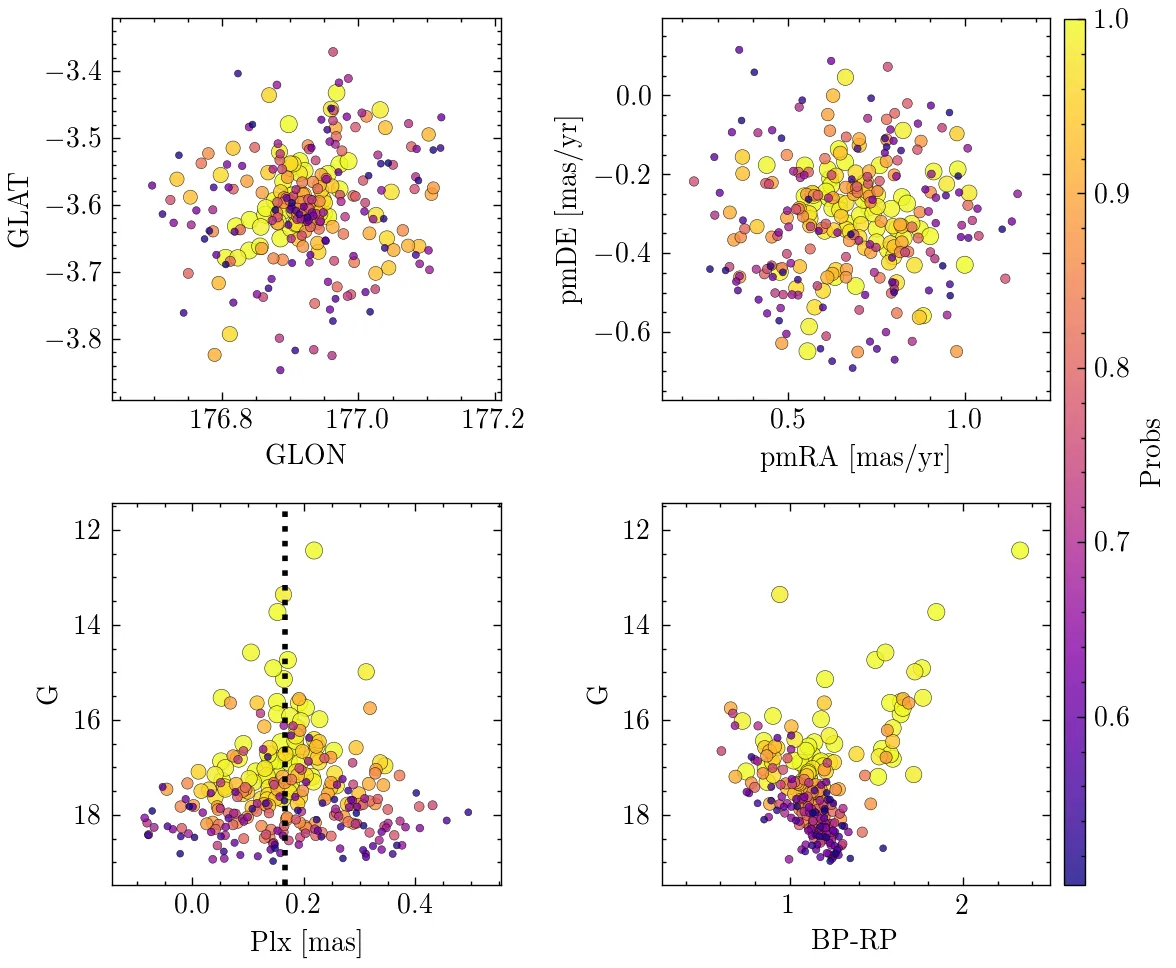 −3.4
−3.5
−3.6
−3.7
−3.8
GLAT
176.8 177.0 177.2
GLON
0.0
−0.2
−0.4
−0.6
pmDE [mas/yr]
0.5 1.0
pmRA [mas/yr]
12
14
16
18
G
0.0 0.2 0.4
Plx [mas]
12
14
16
18
G
1 2
BP-RP
1.0
0.9
0.8
0.7
0.6
Probs